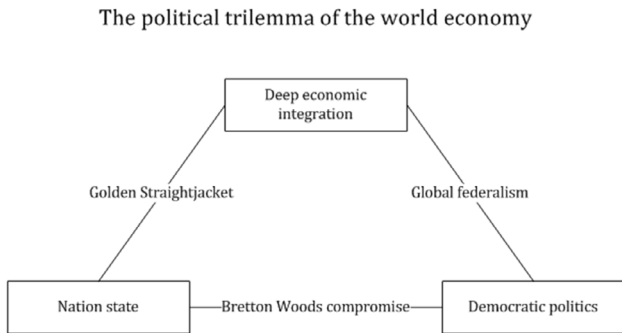 The political trilemma of the world economy
Deep economic
integration
Golden Straightjacket
Global federalism
Nation state
Bretton Woods compromise
Democratic politics